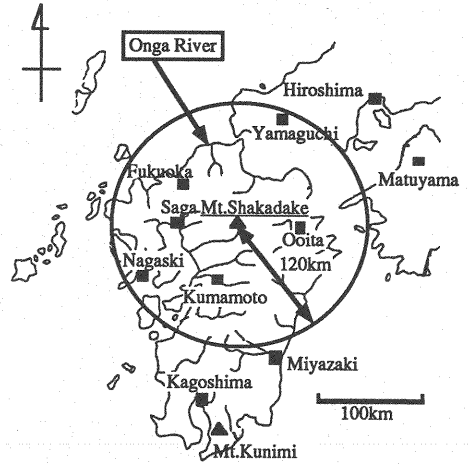 Onga River
Hiroshima
Yamaguchi
Fukuoka
Matuyama
Saga
Mt.Shakadake
Ooita
Nagaski
120km
Kumamoto
Miyazaki
Kagoshima
100km
Mt.Kunimi